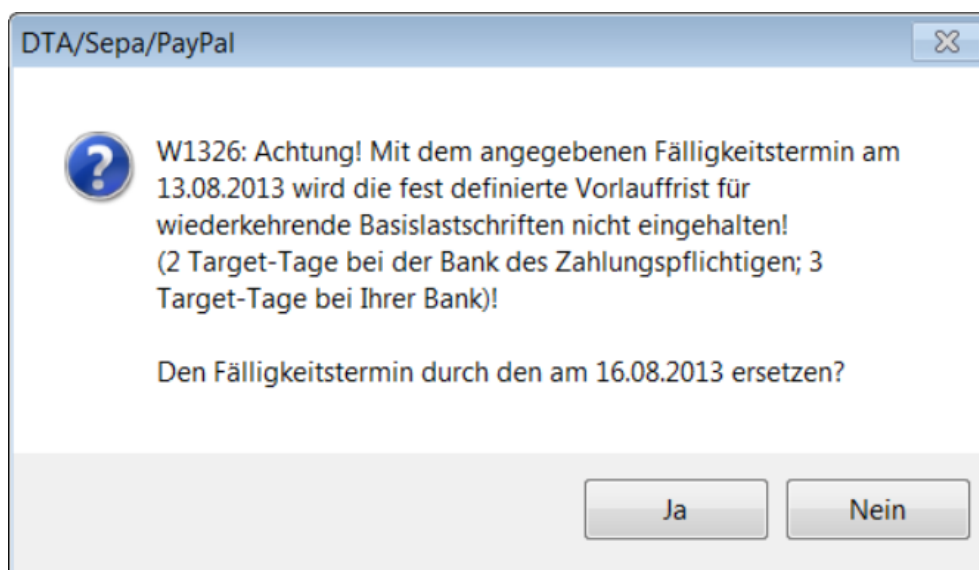 DTA/Sepa/PayPal
W1326: Achtung! Mit dem angegebenen Fälligkeitstermin am
13.08.2013 wird die fest definierte Vorlauffrist für
wiederkehrende Basislastschriften nicht eingehalten!
(2 Target-Tage bei der Bank des Zahlungspflichtigen; 3
Target-Tage bei Ihrer Bank)!
Den Fälligkeitstermin durch den am 16.08.2013 ersetzen?
Ja
Nein